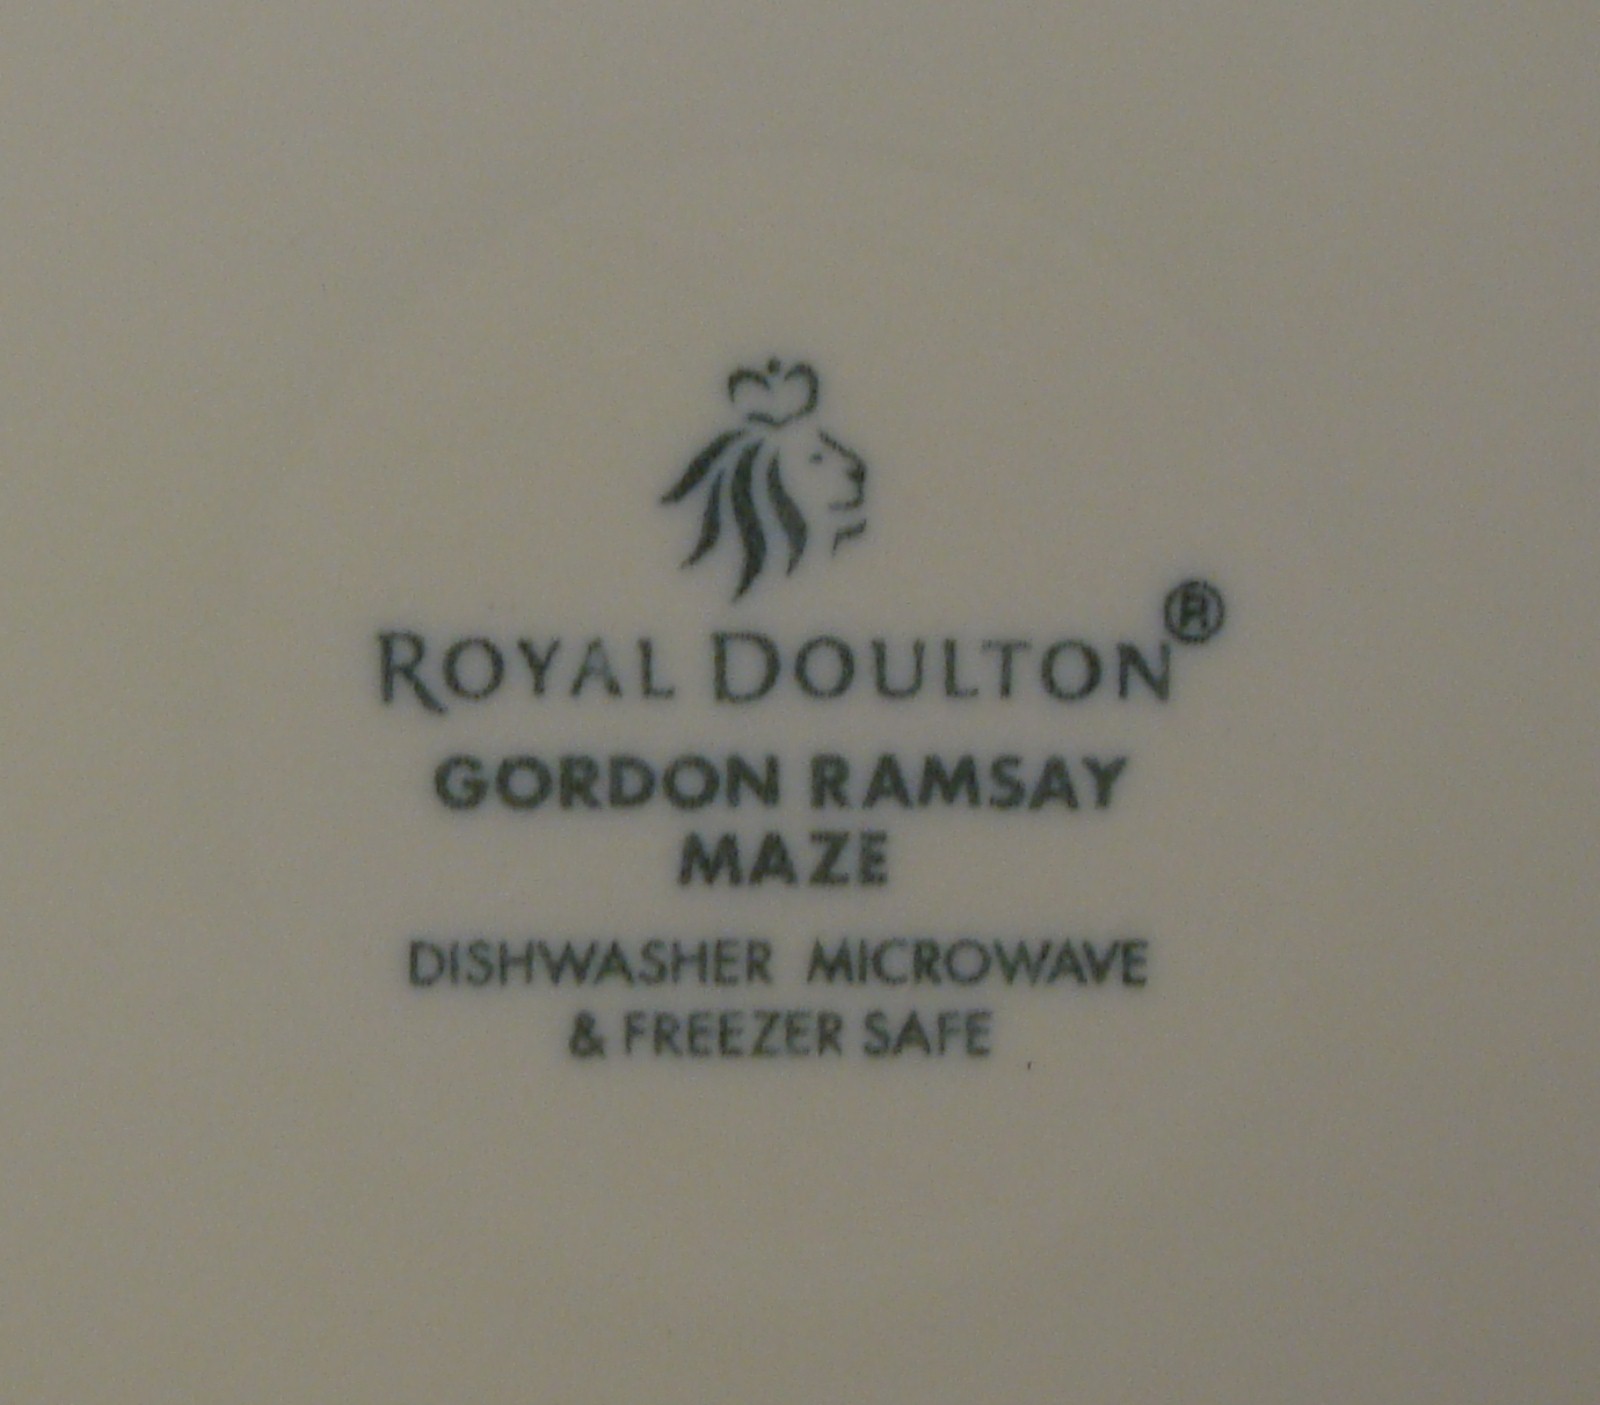 ROYAL DOULTON®
GORDON RAMSAY
MAZE
DISHWASHER MICROWAVE
& FREEZER SAFE